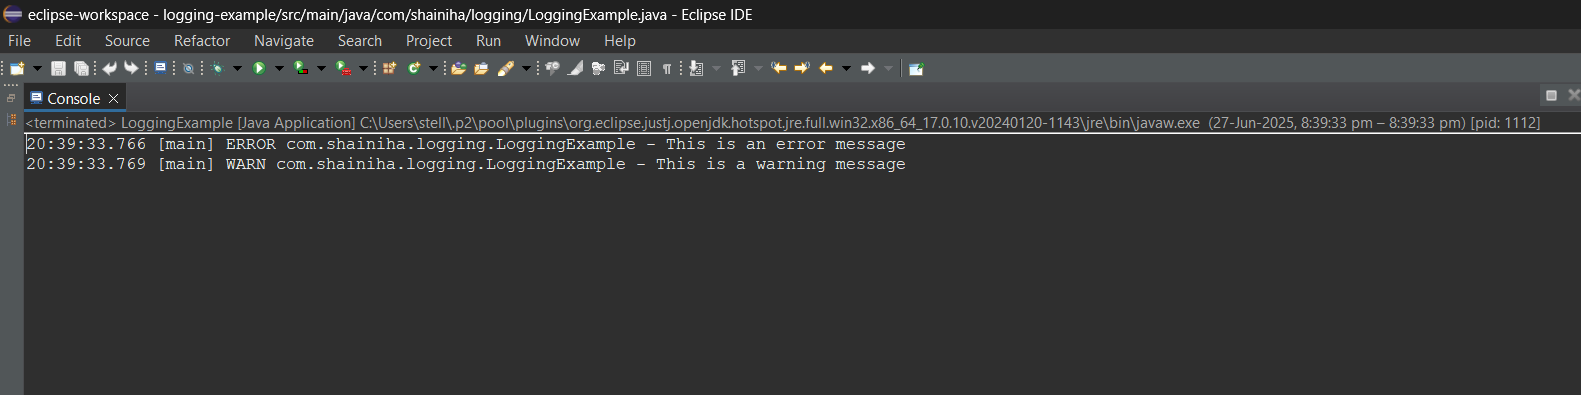 eclipse-workspace - logging-example/src/main/java/com/shainiha/logging/LoggingExample.java - Eclipse IDE
File Edit Source Refactor Navigate Search Project Run Window Help
Console
<terminated> LoggingExample [Java Application] C:\Users\stell\.p2\pool\plugins\org.eclipse.justj.openjdk.hotspot.jre.full.win32.x86_64_17.0.10.v20240120-1143\jre\bin\javaw.exe (27-Jun-2025, 8:39:33 pm – 8:39:33 pm) [pid: 1112]
20:39:33.766 [main] ERROR com.shainiha.logging.LoggingExample - This is an error message
20:39:33.769 [main] WARN com.shainiha.logging.LoggingExample - This is a warning message